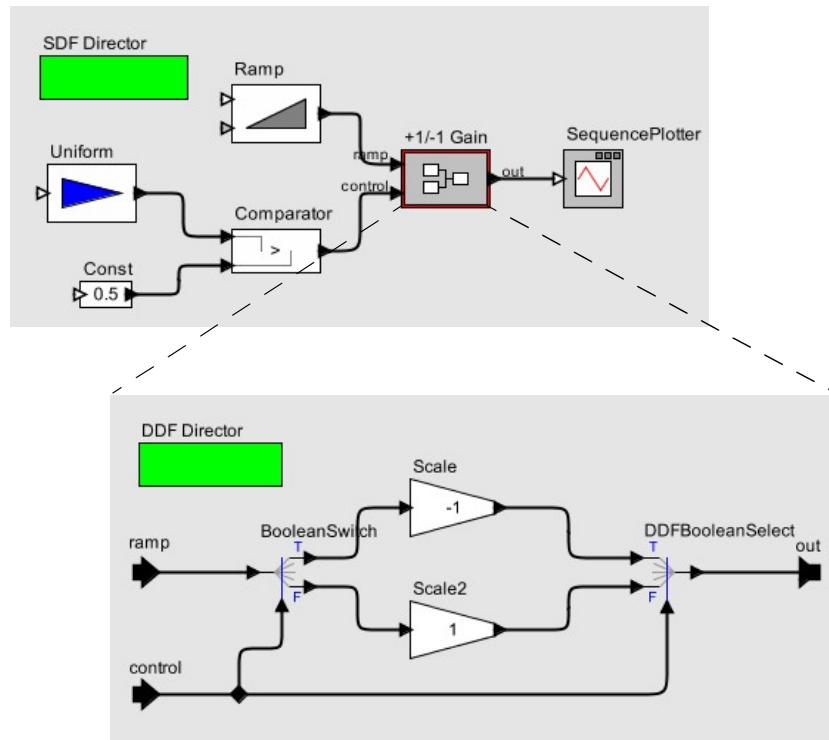 SDF Director
Ramp
+1/-1 Gain
SequencePlotter
ramp
out
Uniform
control
Comparator
>
Const
0.5
DDF Director
Scale
-1
ramp
BooleanSwitch
DDFBooleanSelect
out
T
T
F
F
Scale2
1
control